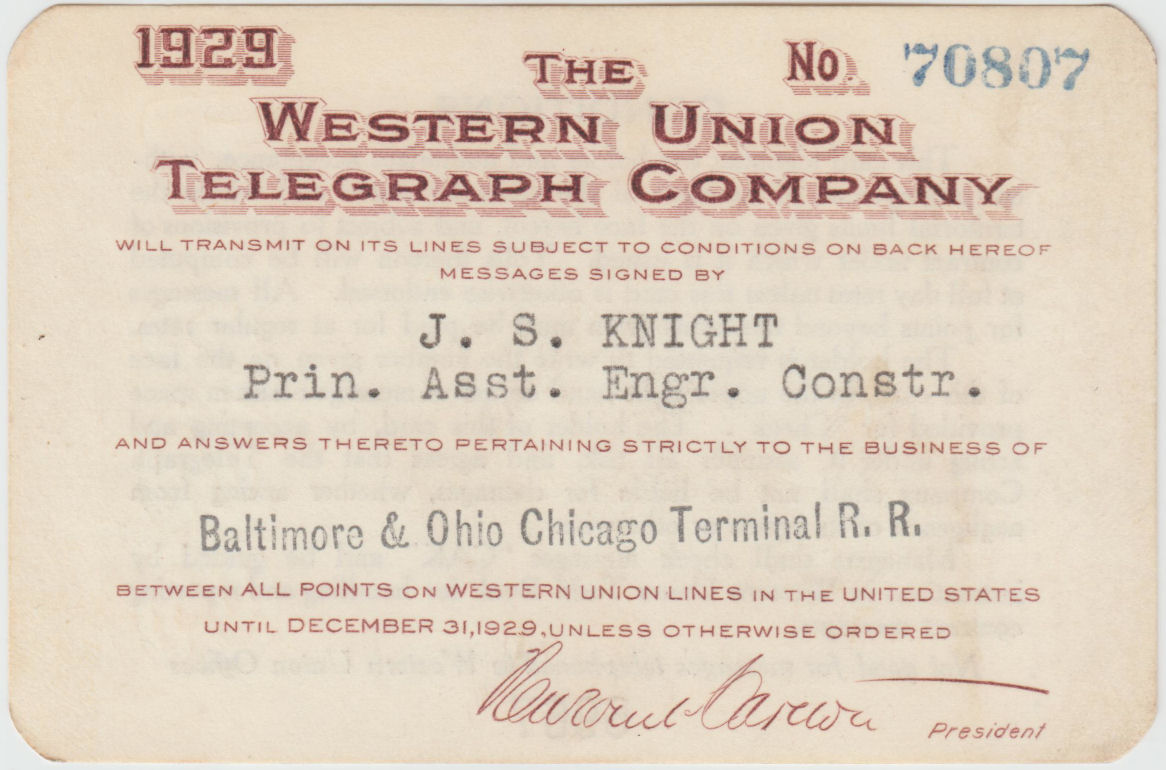 1929
THE
No. 70807
WESTERN UNION
TELEGRAPH COMPANY
WILL TRANSMIT ON ITS LINES SUBJECT TO CONDITIONS ON BACK HEREOF
MESSAGES SIGNED BY
J. S. KNIGHT
Prin. Asst. Engr. Constr.
AND ANSWERS THERETO PERTAINING STRICTLY TO THE BUSINESS OF
Baltimore & Ohio Chicago Terminal R. R.
BETWEEN ALL POINTS ON WESTERN UNION LINES IN THE UNITED STATES
UNTIL DECEMBER 31, 1929, UNLESS OTHERWISE ORDERED
Newcomb Carlton
President